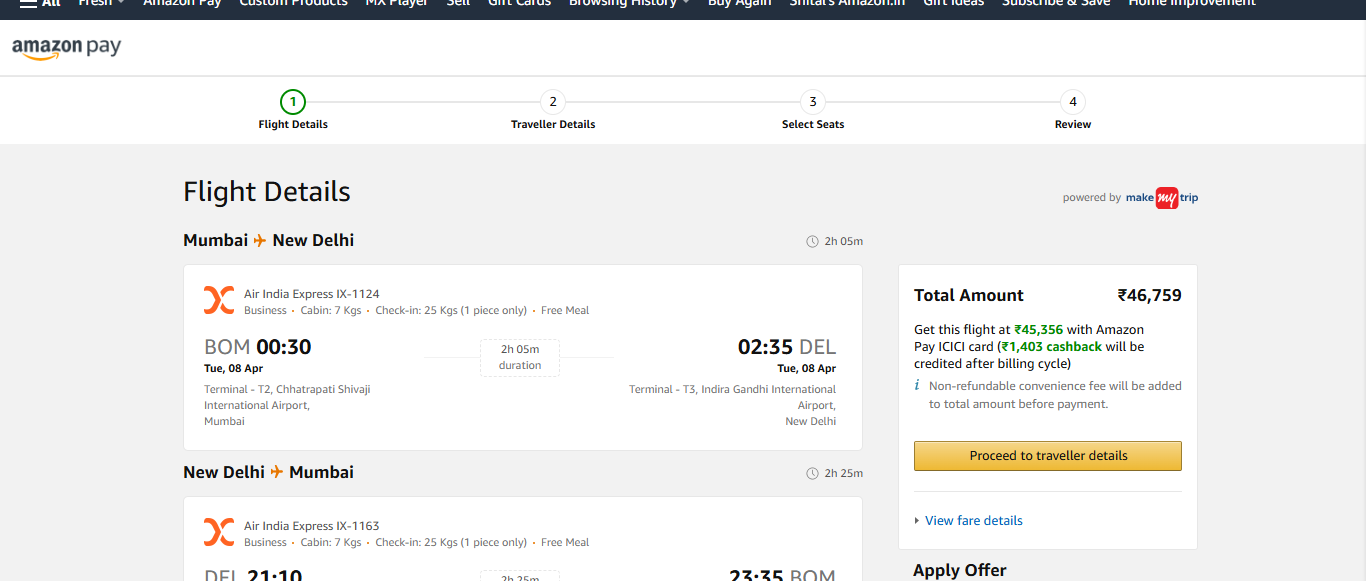 All Fresh Amazon Pay Custom Products MX Player Sell Gift Cards Browsing History Buy Again Shital's Amazon.in Gift Ideas Subscribe & Save Home Improvement
amazon pay
1 2 3 4
Flight Details Traveller Details Select Seats Review
Flight Details
powered by make my trip
Mumbai New Delhi
2h 05m
Air India Express IX-1124
Business · Cabin: 7 Kgs · Check-in: 25 Kgs (1 piece only) · Free Meal
BOM 00:30
Tue, 08 Apr
Terminal - T2, Chhatrapati Shivaji
International Airport,
Mumbai
2h 05m
duration
02:35 DEL
Tue, 08 Apr
Terminal - T3, Indira Gandhi International
Airport,
New Delhi
New Delhi Mumbai
2h 25m
Air India Express IX-1163
Business · Cabin: 7 Kgs · Check-in: 25 Kgs (1 piece only) · Free Meal
DEL 21:10
2h 25m
23:35 BOM
Total Amount ₹46,759
Get this flight at ₹45,356 with Amazon
Pay ICICI card (₹1,403 cashback will be
credited after billing cycle)
i Non-refundable convenience fee will be added
to total amount before payment.
Proceed to traveller details
View fare details
Apply Offer